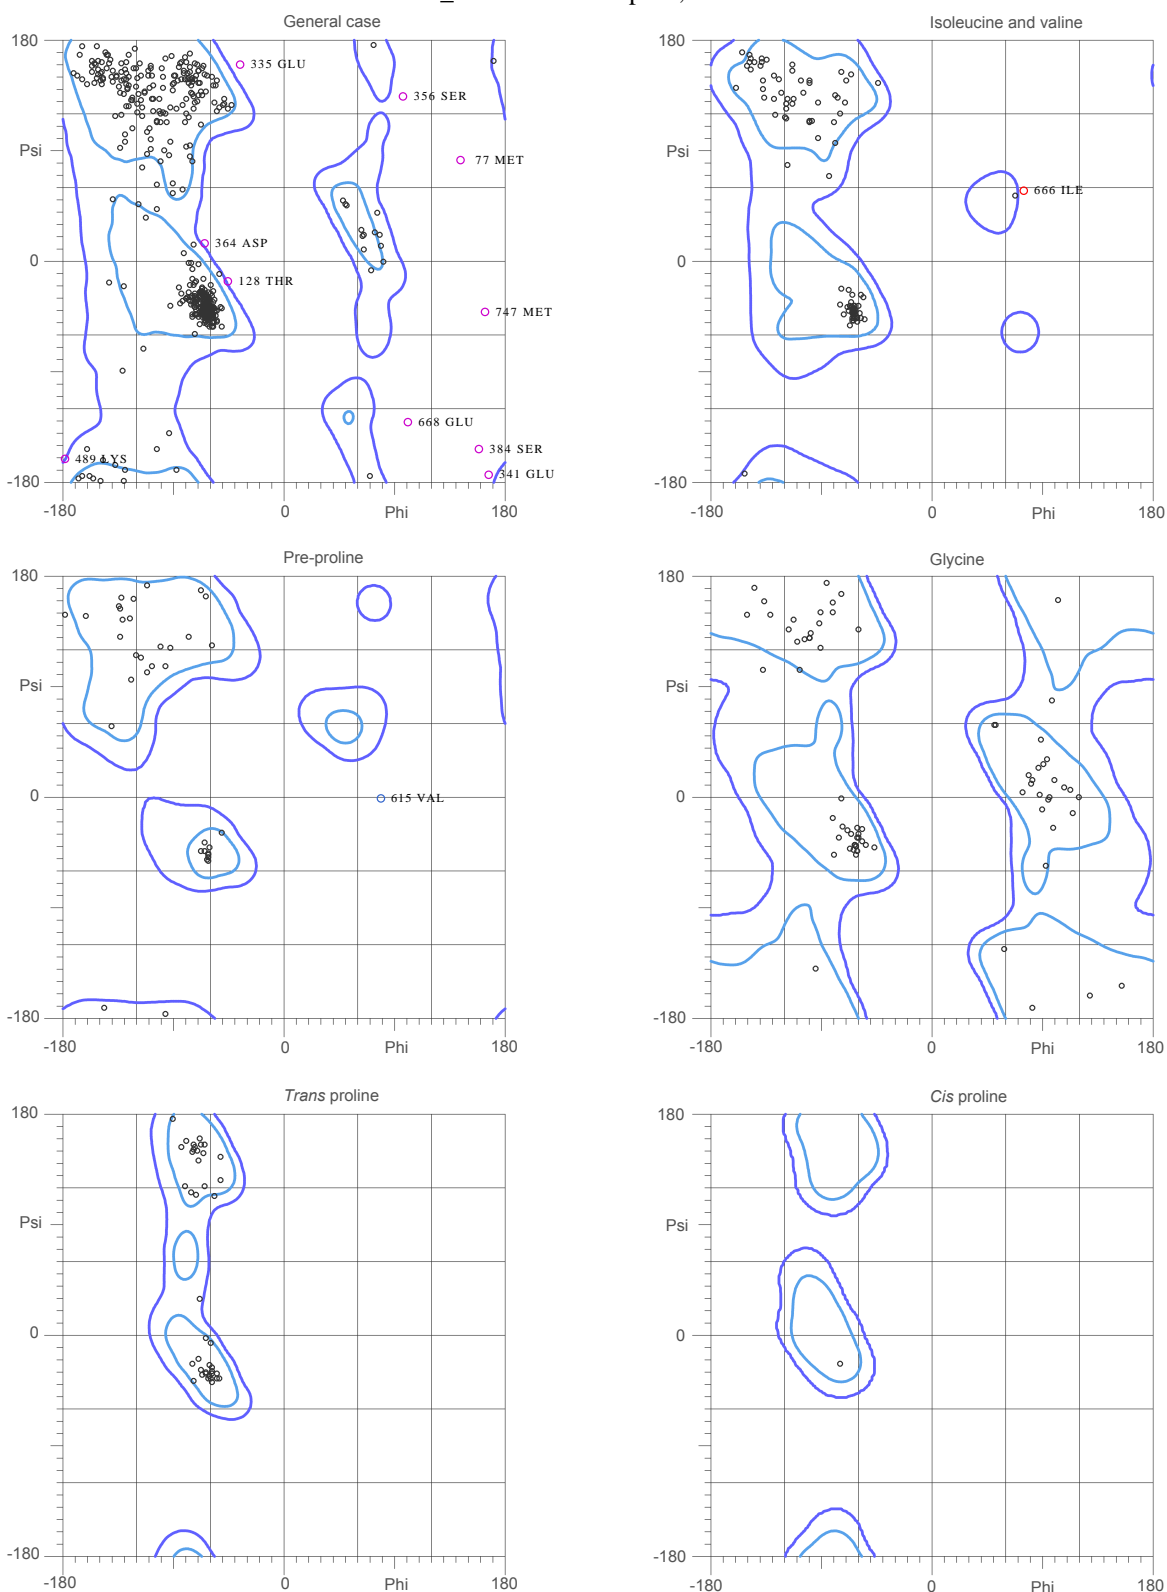 General case
180
Psi
0
-180
-180
0
Phi
180
335 GLU
356 SER
77 MET
364 ASP
128 THR
747 MET
668 GLU
384 SER
489 LYS
341 GLU
Isoleucine and valine
180
Psi
0
-180
-180
0
Phi
180
666 ILE
Pre-proline
180
Psi
0
-180
-180
0
Phi
180
615 VAL
Glycine
180
Psi
0
-180
-180
0
Phi
180
Trans proline
180
Psi
0
-180
-180
0
Phi
180
Cis proline
180
Psi
0
-180
-180
0
Phi
180